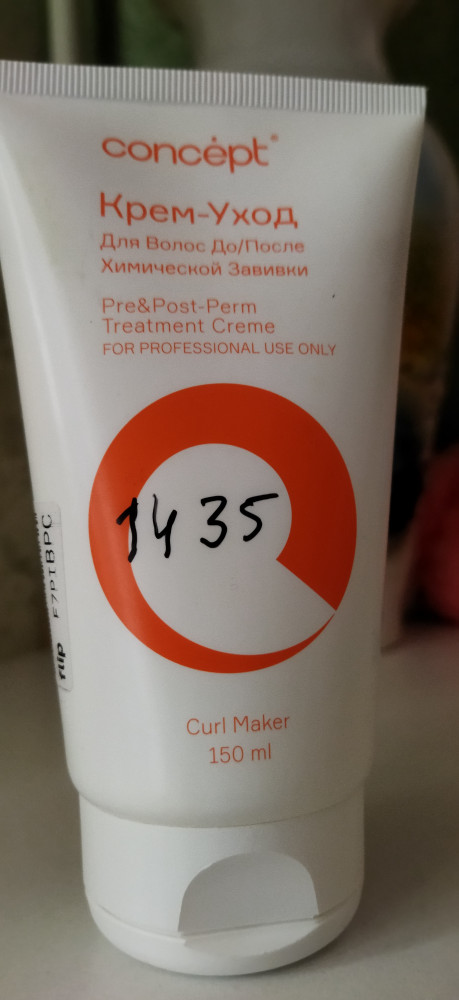 concept®
Крем-Уход
Для Волос До/После
Химической Завивки
Pre&Post-Perm
Treatment Creme
FOR PROFESSIONAL USE ONLY
1435
Curl Maker
150 ml
flip